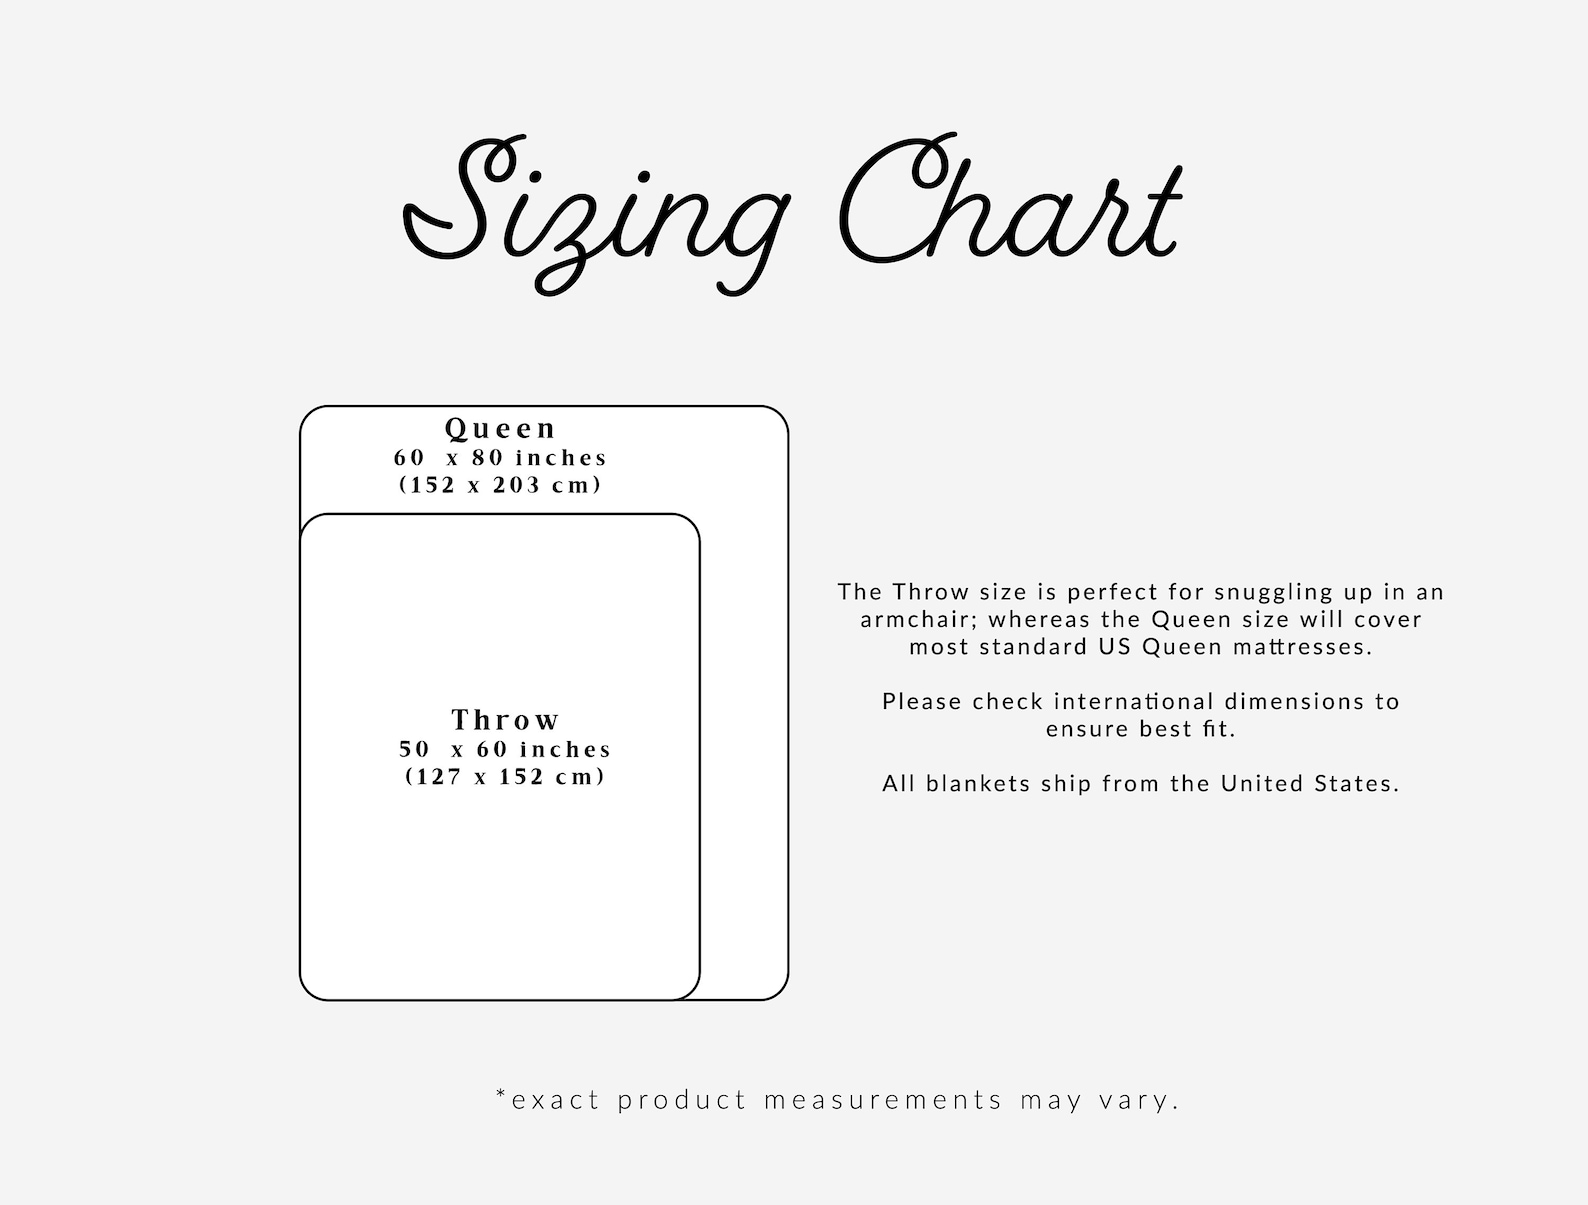 Sizing Chart
Queen
60 x 80 inches
(152 x 203 cm)
Throw
50 x 60 inches
(127 x 152 cm)
The Throw size is perfect for snuggling up in an
armchair; whereas the Queen size will cover
most standard US Queen mattresses.
Please check international dimensions to
ensure best fit.
All blankets ship from the United States.
*exact product measurements may vary.